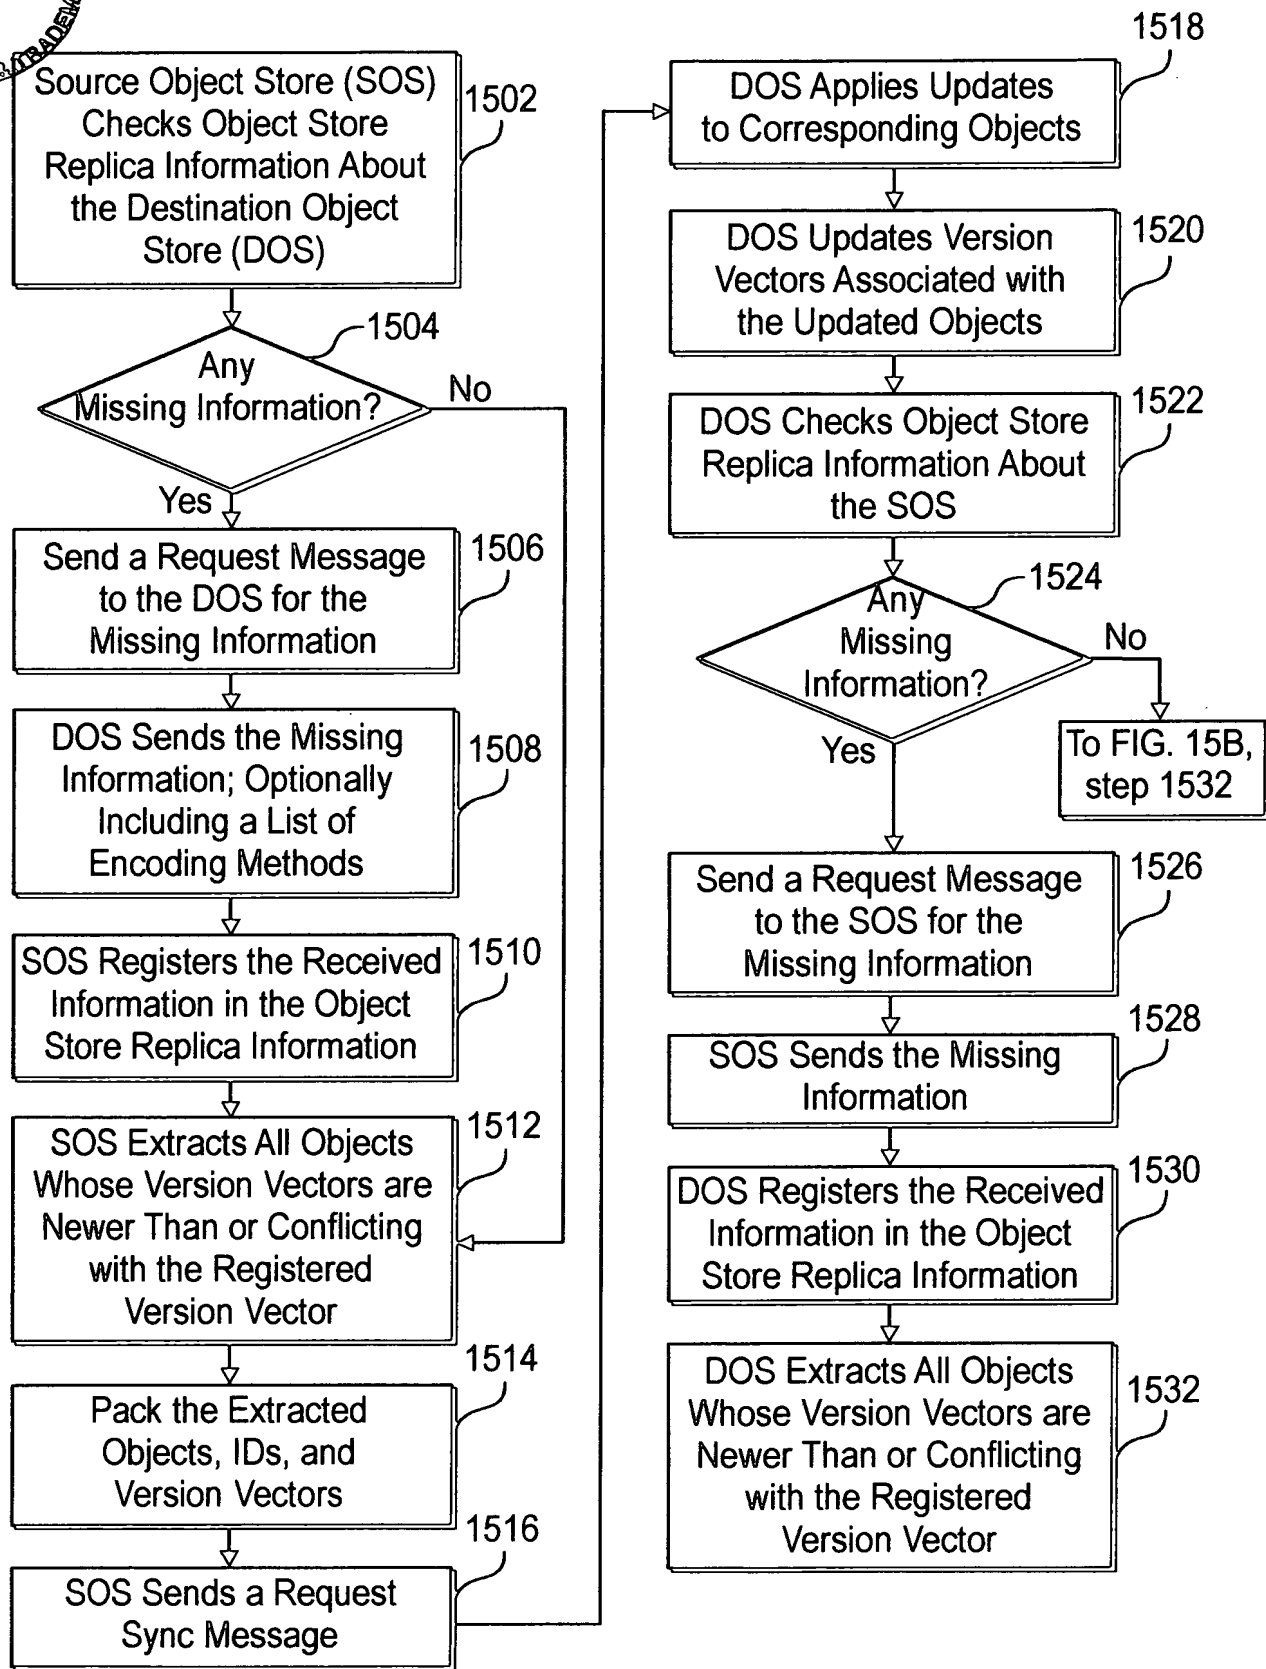 TRADEM
Source Object Store (SOS)
Checks Object Store
Replica Information About
the Destination Object
Store (DOS)
1502
Any
Missing Information?
1504
No
Yes
Send a Request Message
to the DOS for the
Missing Information
1506
DOS Sends the Missing
Information; Optionally
Including a List of
Encoding Methods
1508
SOS Registers the Received
Information in the Object
Store Replica Information
1510
SOS Extracts All Objects
Whose Version Vectors are
Newer Than or Conflicting
with the Registered
Version Vector
1512
Pack the Extracted
Objects, IDs, and
Version Vectors
1514
SOS Sends a Request
Sync Message
1516
DOS Applies Updates
to Corresponding Objects
1518
DOS Updates Version
Vectors Associated with
the Updated Objects
1520
DOS Checks Object Store
Replica Information About
the SOS
1522
Any
Missing
Information?
1524
No
To FIG. 15B,
step 1532
Yes
Send a Request Message
to the SOS for the
Missing Information
1526
SOS Sends the Missing
Information
1528
DOS Registers the Received
Information in the Object
Store Replica Information
1530
DOS Extracts All Objects
Whose Version Vectors are
Newer Than or Conflicting
with the Registered
Version Vector
1532